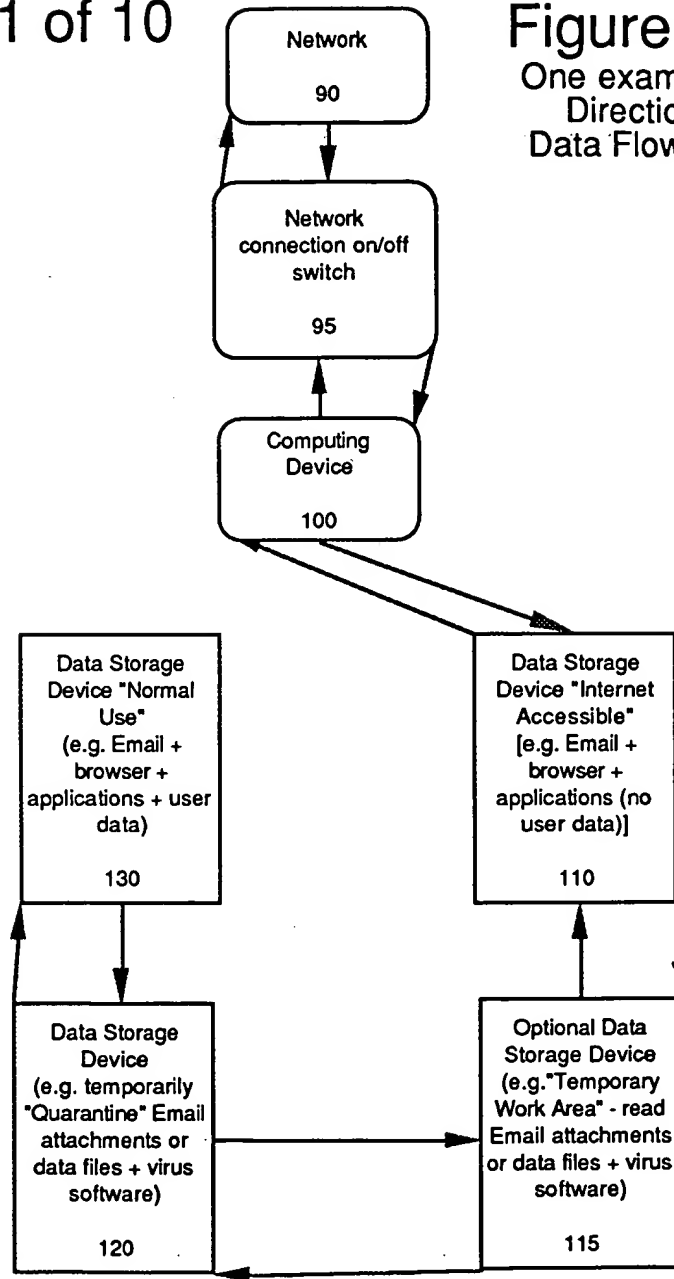 1 of 10
Figure
One exam
Directio
Data Flow
Network
90
Network
connection on/off
switch
95
Computing
Device
100
Data Storage
Device "Normal
Use"
(e.g. Email +
browser +
applications + user
data)
130
Data Storage
Device "Internet
Accessible"
[e.g. Email +
browser +
applications (no
user data)]
110
Data Storage
Device
(e.g. temporarily
"Quarantine" Email
attachments or
data files + virus
software)
120
Optional Data
Storage Device
(e.g."Temporary
Work Area" - read
Email attachments
or data files + virus
software)
115